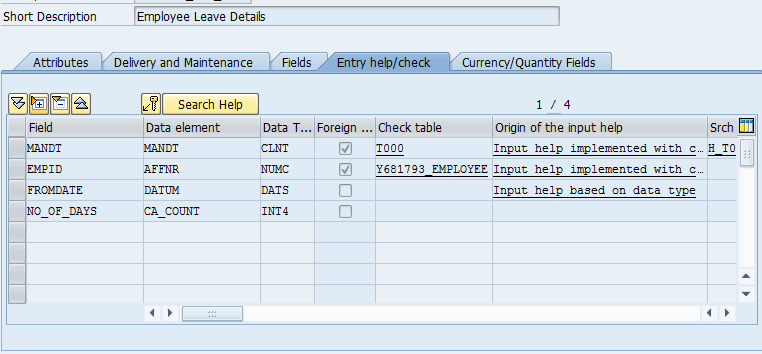 Short Description Employee Leave Details
Attributes Delivery and Maintenance Fields Entry help/check Currency/Quantity Fields
Search Help 1 / 4
Field Data element Data T... Foreign ... Check table Origin of the input help Srch
MANDT MANDT CLNT T000 Input help implemented with c... H_T0
EMPID AFFNR NUMC Y681793_EMPLOYEE Input help implemented with c...
FROMDATE DATUM DATS Input help based on data type
NO_OF_DAYS CA_COUNT INT4